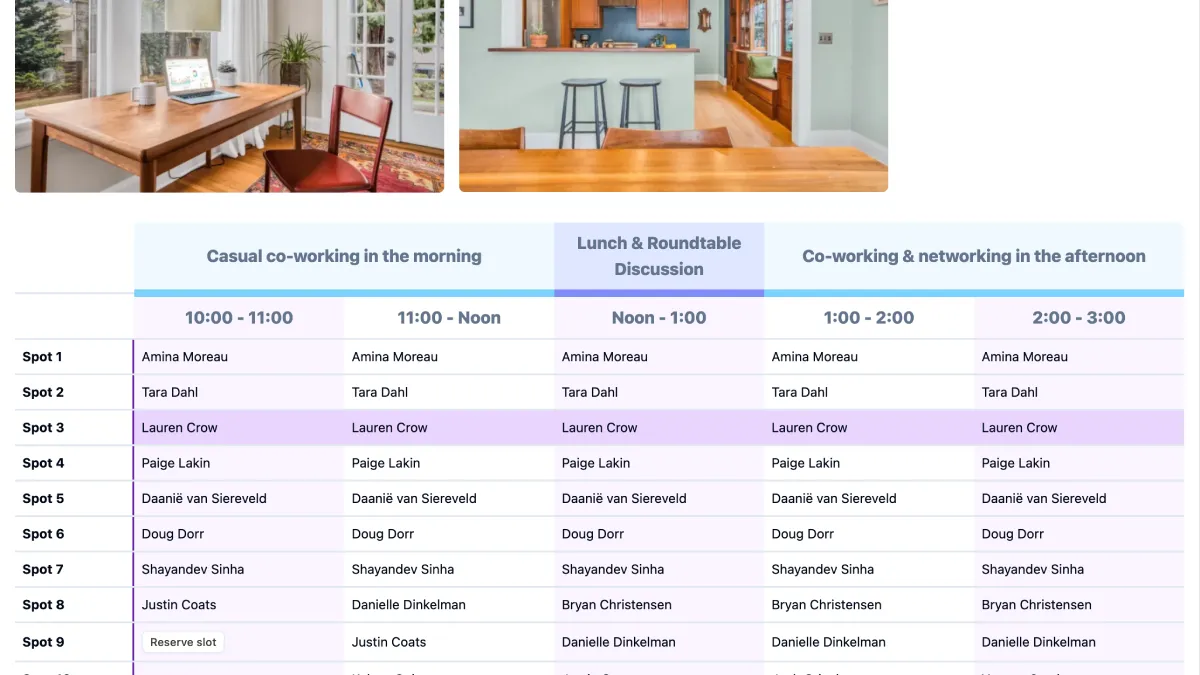 Casual co-working in the morning
Lunch & Roundtable
Discussion
Co-working & networking in the afternoon
10:00 - 11:00
11:00 - Noon
Noon - 1:00
1:00 - 2:00
2:00 - 3:00
Spot 1 Amina Moreau Amina Moreau Amina Moreau Amina Moreau Amina Moreau
Spot 2 Tara Dahl Tara Dahl Tara Dahl Tara Dahl Tara Dahl
Spot 3 Lauren Crow Lauren Crow Lauren Crow Lauren Crow Lauren Crow
Spot 4 Paige Lakin Paige Lakin Paige Lakin Paige Lakin Paige Lakin
Spot 5 Daanië van Siereveld Daanië van Siereveld Daanië van Siereveld Daanië van Siereveld Daanië van Siereveld
Spot 6 Doug Dorr Doug Dorr Doug Dorr Doug Dorr Doug Dorr
Spot 7 Shayandev Sinha Shayandev Sinha Shayandev Sinha Shayandev Sinha Shayandev Sinha
Spot 8 Justin Coats Danielle Dinkelman Bryan Christensen Bryan Christensen Bryan Christensen
Spot 9 Reserve slot Justin Coats Danielle Dinkelman Danielle Dinkelman Danielle Dinkelman